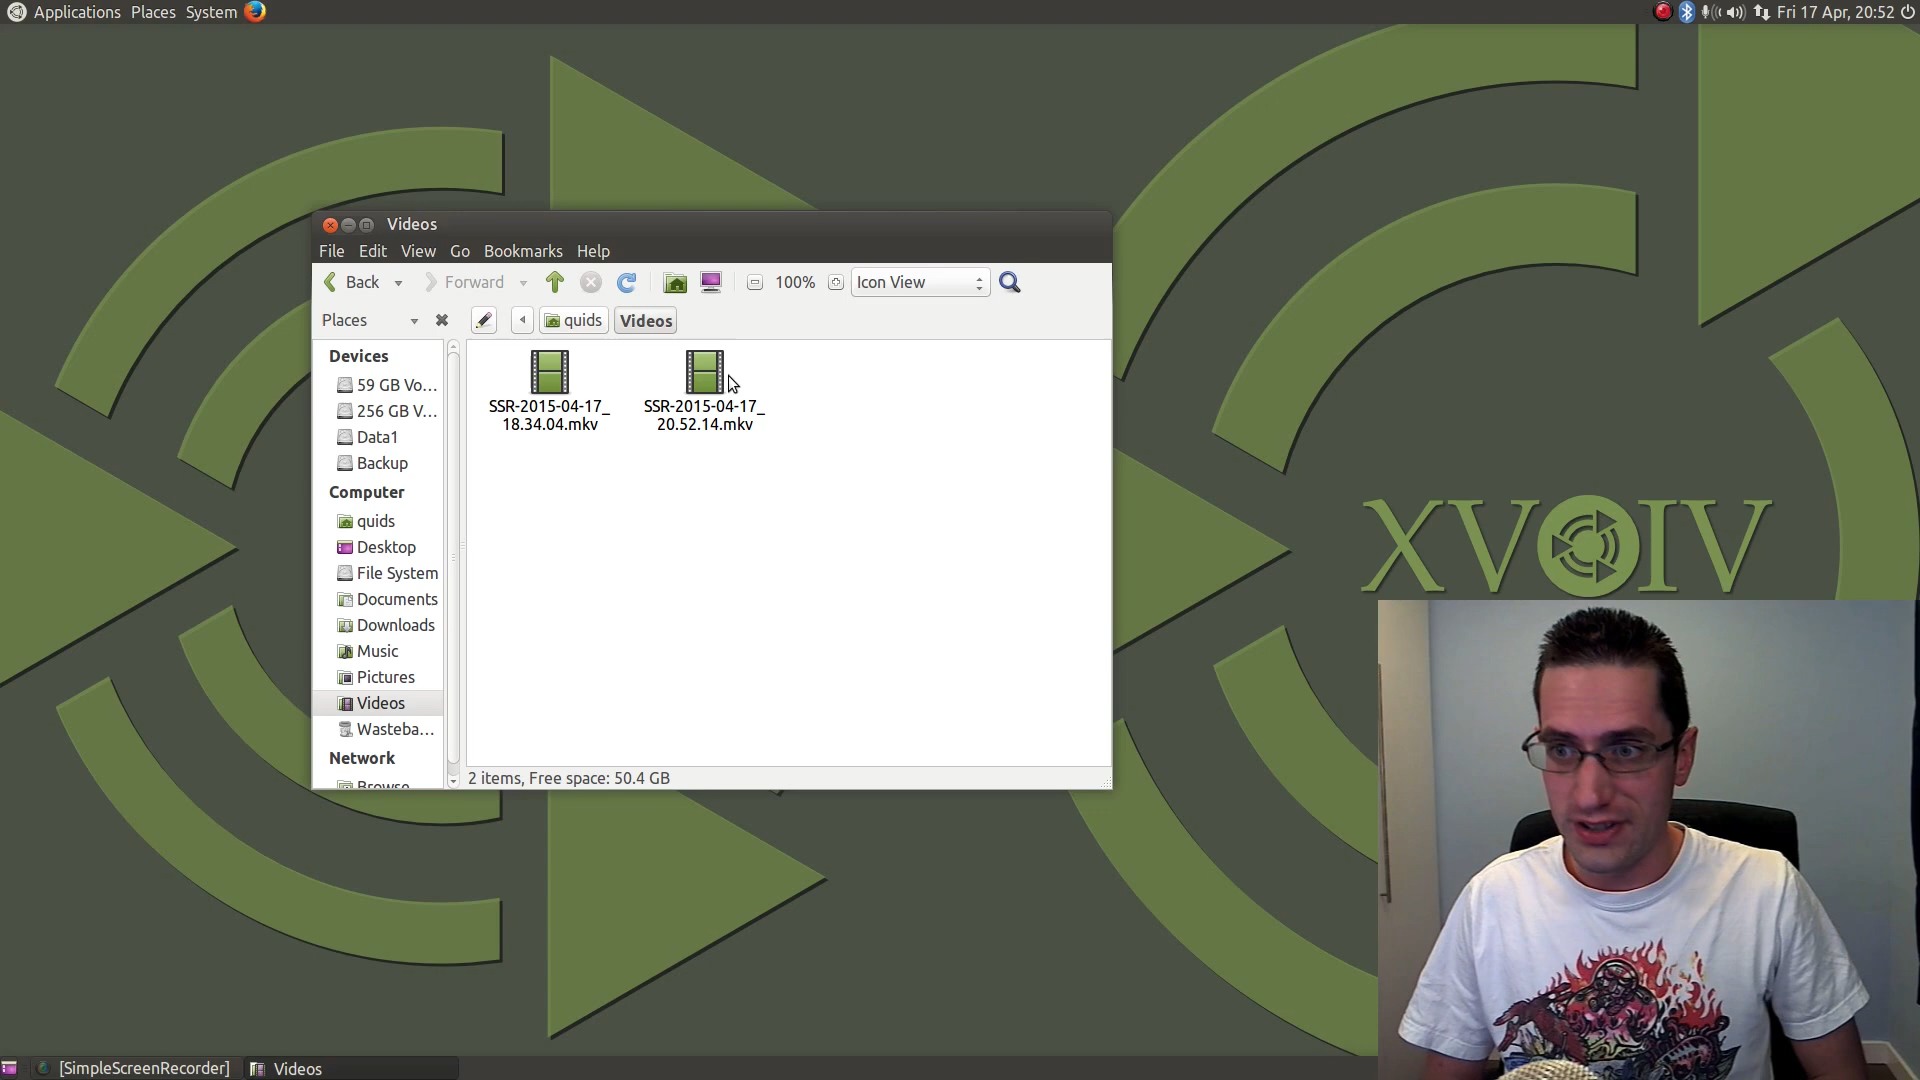 Applications Places System
Fri 17 Apr, 20:52
Videos
File Edit View Go Bookmarks Help
Back Forward 100% Icon View
Places quids Videos
Devices
59 GB Vo...
256 GB V...
Data1
Backup
Computer
quids
Desktop
File System
Documents
Downloads
Music
Pictures
Videos
Wasteba...
Network
Browse
SSR-2015-04-17_
18.34.04.mkv
SSR-2015-04-17_
20.52.14.mkv
2 items, Free space: 50.4 GB
XV IV
[SimpleScreenRecorder] Videos